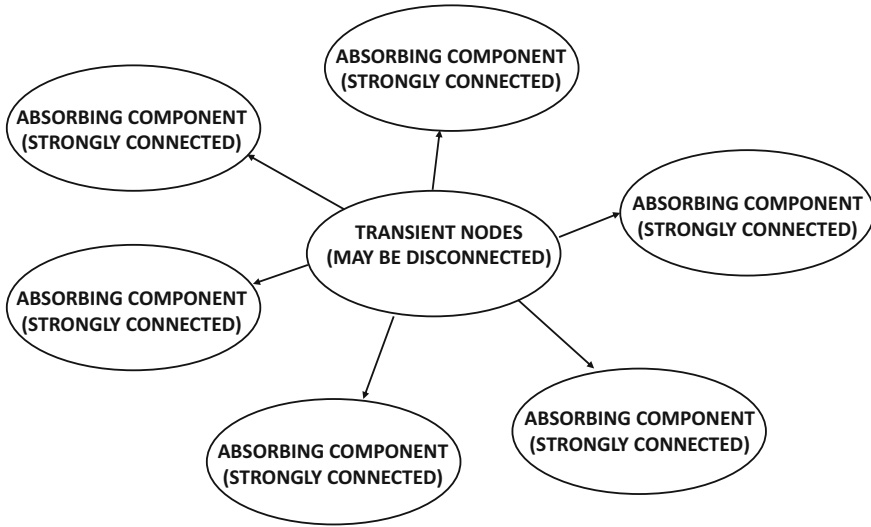 ABSORBING COMPONENT
(STRONGLY CONNECTED)
ABSORBING COMPONENT
(STRONGLY CONNECTED)
ABSORBING COMPONENT
(STRONGLY CONNECTED)
TRANSIENT NODES
(MAY BE DISCONNECTED)
ABSORBING COMPONENT
(STRONGLY CONNECTED)
ABSORBING COMPONENT
(STRONGLY CONNECTED)
ABSORBING COMPONENT
(STRONGLY CONNECTED)